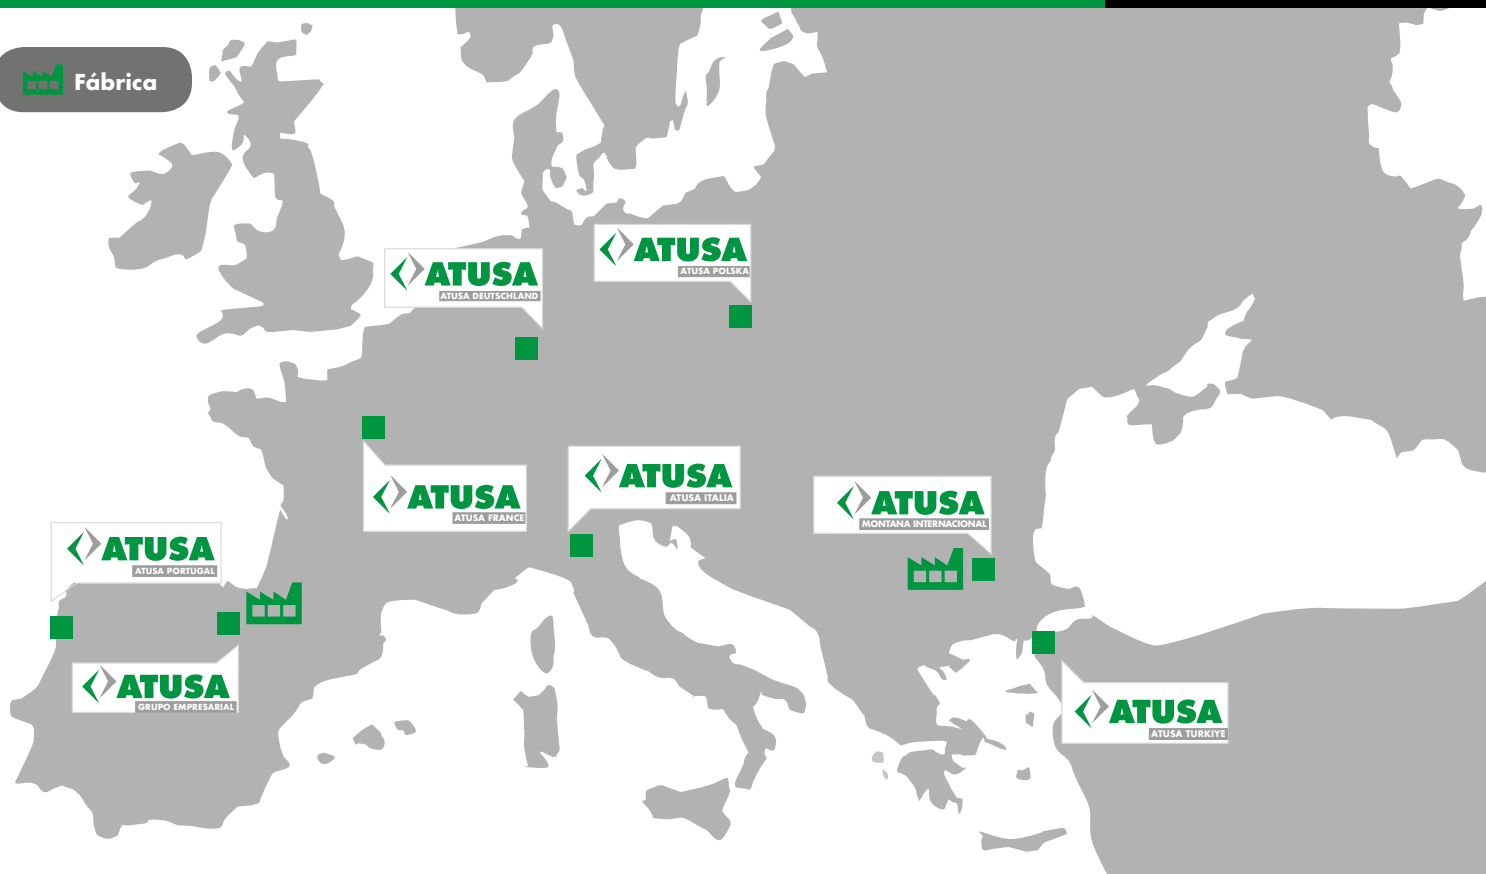 Fábrica
ATUSA
ATUSA POLSKA
ATUSA
ATUSA DEUTSCHLAND
ATUSA
ATUSA FRANCE
ATUSA
ATUSA ITALIA
ATUSA
MONTANA INTERNACIONAL
ATUSA
ATUSA PORTUGAL
ATUSA
GRUPO EMPRESARIAL
ATUSA
ATUSA TURKIYE